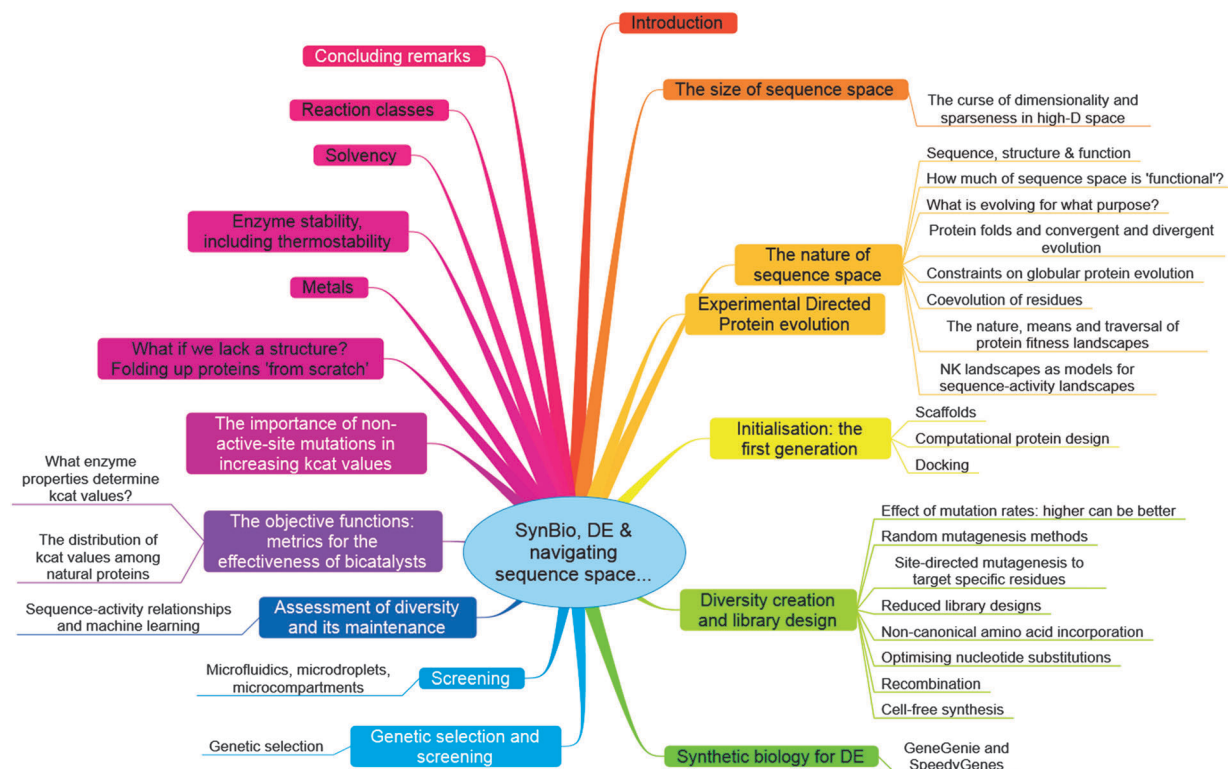 Introduction
The size of sequence space
The curse of dimensionality and
sparseness in high-D space
The nature of
sequence space
Sequence, structure & function
How much of sequence space is 'functional'?
What is evolving for what purpose?
Protein folds and convergent and divergent
evolution
Constraints on globular protein evolution
Coevolution of residues
The nature, means and traversal of
protein fitness landscapes
NK landscapes as models for
sequence-activity landscapes
Experimental Directed
Protein evolution
Initialisation: the
first generation
Scaffolds
Computational protein design
Docking
Diversity creation
and library design
Effect of mutation rates: higher can be better
Random mutagenesis methods
Site-directed mutagenesis to
target specific residues
Reduced library designs
Non-canonical amino acid incorporation
Optimising nucleotide substitutions
Recombination
Cell-free synthesis
Synthetic biology for DE
GeneGenie and
SpeedyGenes
SynBio, DE &
navigating
sequence space...
Concluding remarks
Reaction classes
Solvency
Enzyme stability,
including thermostability
Metals
What if we lack a structure?
Folding up proteins 'from scratch'
The importance of non-
active-site mutations in
increasing kcat values
The objective functions:
metrics for the
effectiveness of bicatalysts
What enzyme
properties determine
kcat values?
The distribution of
kcat values among
natural proteins
Assessment of diversity
and its maintenance
Sequence-activity relationships
and machine learning
Screening
Microfluidics, microdroplets,
microcompartments
Genetic selection and
screening
Genetic selection